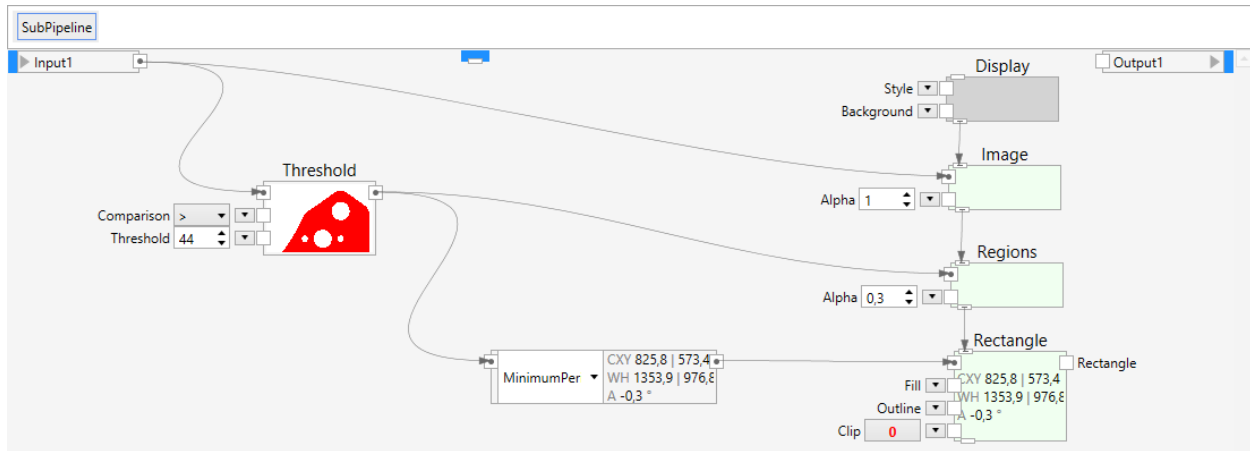 SubPipeline
Input1
Output1
Display
Style
Background
Image
Threshold
Alpha 1
Comparison >
Threshold 44
Regions
Alpha 0,3
Rectangle
MinimumPer
CXY 825,8 | 573,4
WH 1353,9 | 976,8
A -0,3 °
Rectangle
CXY 825,8 | 573,4
WH 1353,9 | 976,8
A -0,3 °
Fill
Outline
Clip 0